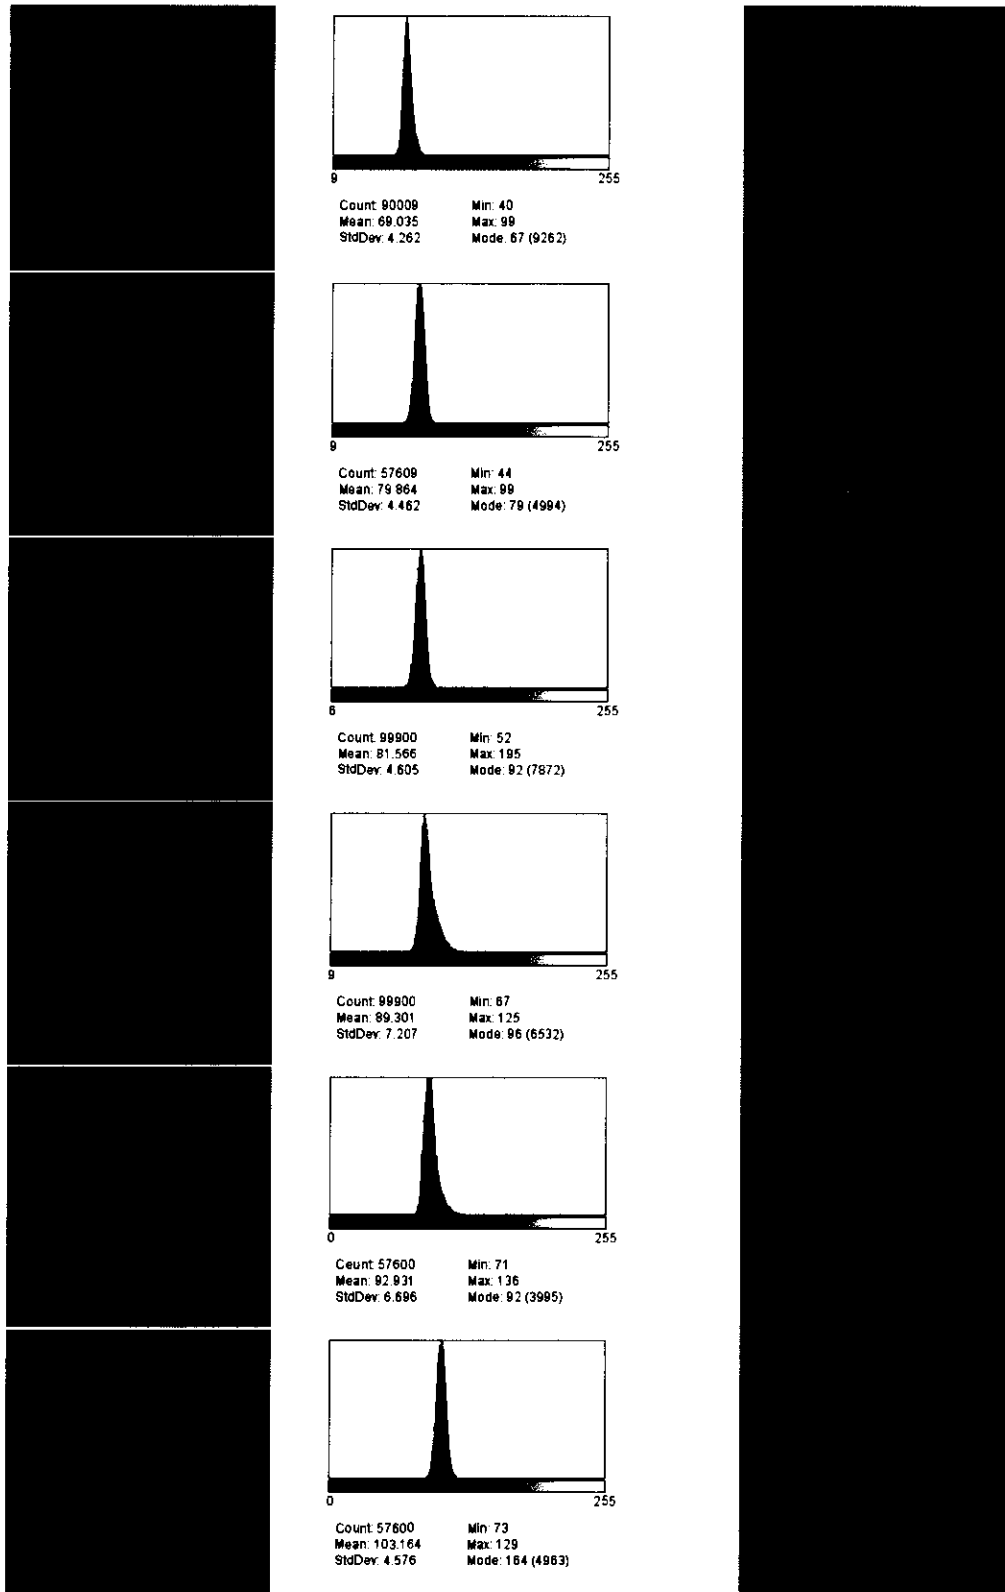 9 255
Count: 90009 Min: 40
Mean: 69.035 Max: 99
StdDev: 4.262 Mode: 67 (9262)
9 255
Count: 57609 Min: 44
Mean: 79.864 Max: 99
StdDev: 4.462 Mode: 79 (4994)
6 255
Count: 99900 Min: 52
Mean: 81.566 Max: 195
StdDev: 4.605 Mode: 92 (7872)
9 255
Count: 99900 Min: 67
Mean: 89.301 Max: 125
StdDev: 7.207 Mode: 96 (6532)
0 255
Count: 57600 Min: 71
Mean: 92.931 Max: 136
StdDev: 6.696 Mode: 92 (3995)
0 255
Count: 57600 Min: 73
Mean: 103.164 Max: 129
StdDev: 4.576 Mode: 164 (4963)